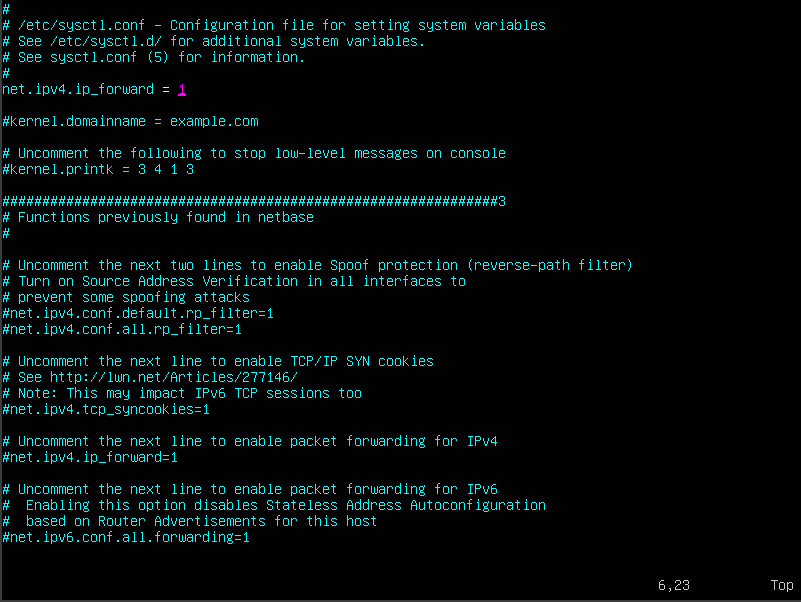 #
# /etc/sysctl.conf - Configuration file for setting system variables
# See /etc/sysctl.d/ for additional system variables.
# See sysctl.conf (5) for information.
#
net.ipv4.ip_forward = 1
#kernel.domainname = example.com
# Uncomment the following to stop low-level messages on console
#kernel.printk = 3 4 1 3
##############################################################3
# Functions previously found in netbase
#
# Uncomment the next two lines to enable Spoof protection (reverse-path filter)
# Turn on Source Address Verification in all interfaces to
# prevent some spoofing attacks
#net.ipv4.conf.default.rp_filter=1
#net.ipv4.conf.all.rp_filter=1
# Uncomment the next line to enable TCP/IP SYN cookies
# See http://lwn.net/Articles/277146/
# Note: This may impact IPv6 TCP sessions too
#net.ipv4.tcp_syncookies=1
# Uncomment the next line to enable packet forwarding for IPv4
#net.ipv4.ip_forward=1
# Uncomment the next line to enable packet forwarding for IPv6
#  Enabling this option disables Stateless Address Autoconfiguration
#  based on Router Advertisements for this host
#net.ipv6.conf.all.forwarding=1
6,23 Top